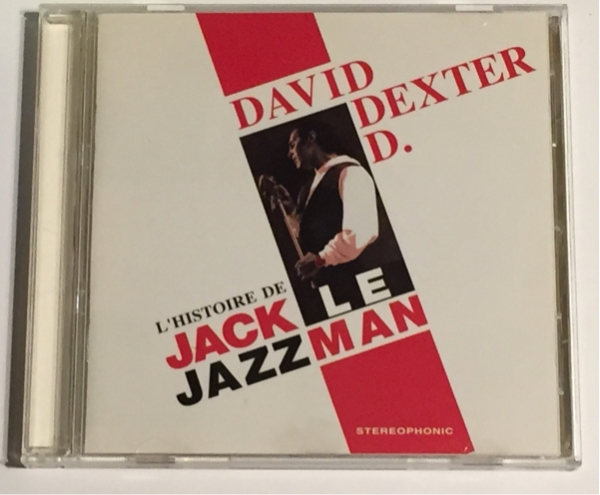 DAVID
DEXTER
D.
L'HISTOIRE DE
JACK LE
JAZZMAN
STEREOPHONIC